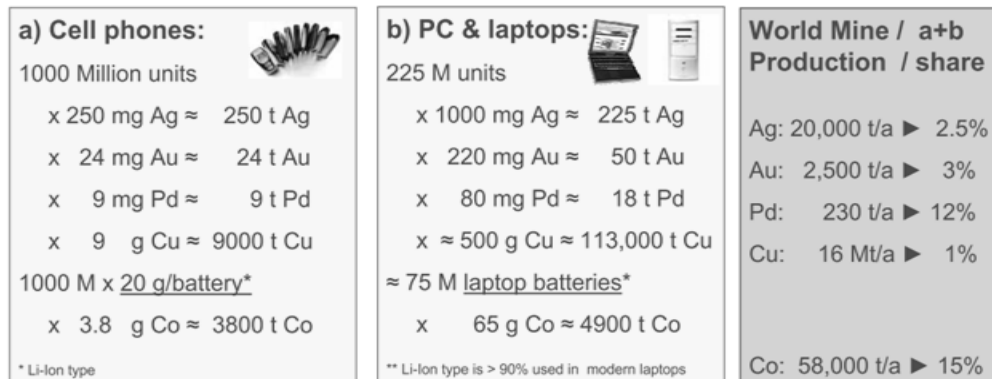 a) Cell phones:
1000 Million units
x 250 mg Ag ≈ 250 t Ag
x 24 mg Au ≈ 24 t Au
x 9 mg Pd ≈ 9 t Pd
x 9 g Cu ≈ 9000 t Cu
1000 M x 20 g/battery*
x 3.8 g Co ≈ 3800 t Co
* Li-Ion type
b) PC & laptops:
225 M units
x 1000 mg Ag ≈ 225 t Ag
x 220 mg Au ≈ 50 t Au
x 80 mg Pd ≈ 18 t Pd
x ≈ 500 g Cu ≈ 113,000 t Cu
≈ 75 M laptop batteries*
x 65 g Co ≈ 4900 t Co
** Li-Ion type is > 90% used in modern laptops
World Mine / a+b
Production / share
Ag: 20,000 t/a ► 2.5%
Au: 2,500 t/a ► 3%
Pd: 230 t/a ► 12%
Cu: 16 Mt/a ► 1%
Co: 58,000 t/a ► 15%